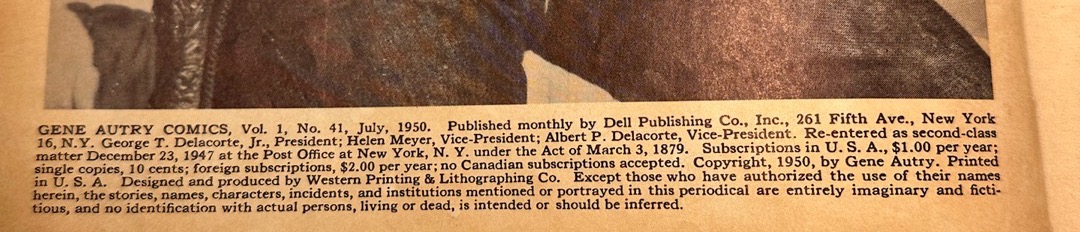 GENE AUTRY COMICS, Vol. 1, No. 41, July, 1950. Published monthly by Dell Publishing Co., Inc., 261 Fifth Ave., New York
16, N.Y. George T. Delacorte, Jr., President; Helen Meyer, Vice-President; Albert P. Delacorte, Vice-President. Re-entered as second-class
matter December 23, 1947 at the Post Office at New York, N. Y. under the Act of March 3, 1879. Subscriptions in U. S. A., $1.00 per year;
single copies, 10 cents; foreign subscriptions, $2.00 per year; no Canadian subscriptions accepted. Copyright, 1950, by Gene Autry. Printed
in U. S. A. Designed and produced by Western Printing & Lithographing Co. Except those who have authorized the use of their names
herein, the stories, names, characters, incidents, and institutions mentioned or portrayed in this periodical are entirely imaginary and ficti-
tious, and no identification with actual persons, living or dead, is intended or should be inferred.